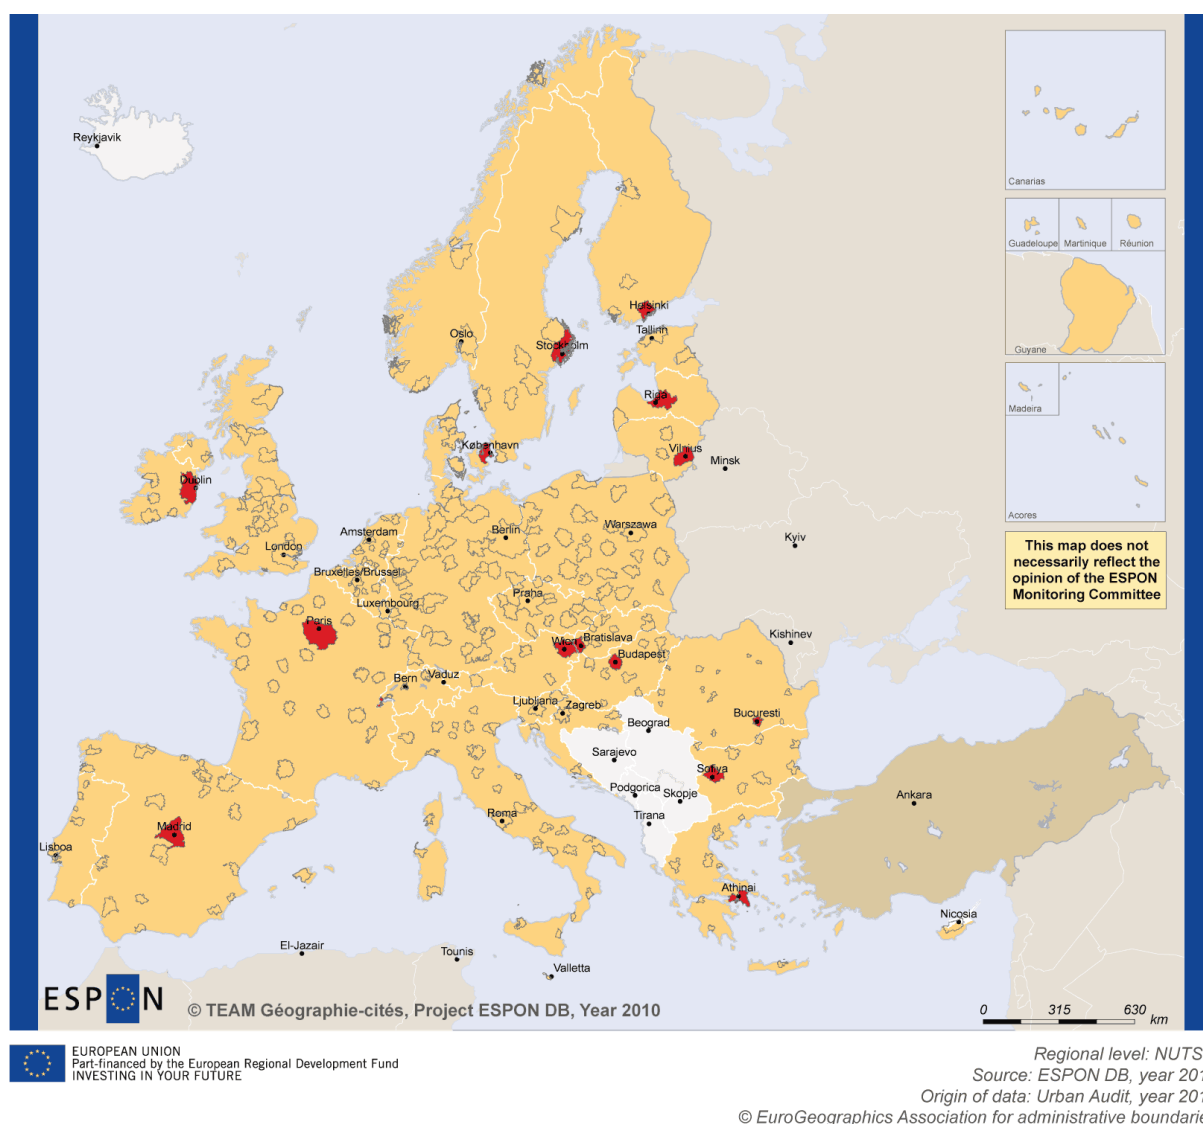 Reykjavik
Canarias
Guadeloupe
Martinique
Réunion
Guyane
Madeira
Acores
Helsinki
Oslo
Tallinn
Stockholm
Riga
København
Vilnius
Minsk
Dublin
Amsterdam
Berlin
Warszawa
London
Kyiv
This map does not
necessarily reflect the
opinion of the ESPON
Monitoring Committee
Bruxelles/Brussel
Praha
Luxembourg
Paris
Kishinev
Wien
Bratislava
Budapest
Bern
Vaduz
Ljubljana
Zagreb
Bucuresti
Beograd
Sarajevo
Sofiya
Podgorica
Skopje
Ankara
Roma
Tirana
Madrid
Lisboa
Athinai
Nicosia
El-Jazair
Tounis
Valletta
ESPON
© TEAM Géographie-cités, Project ESPON DB, Year 2010
0 315 630
km
EUROPEAN UNION
Part-financed by the European Regional Development Fund
INVESTING IN YOUR FUTURE
Regional level: NUTS
Source: ESPON DB, year 201
Origin of data: Urban Audit, year 201
© EuroGeographics Association for administrative boundarie